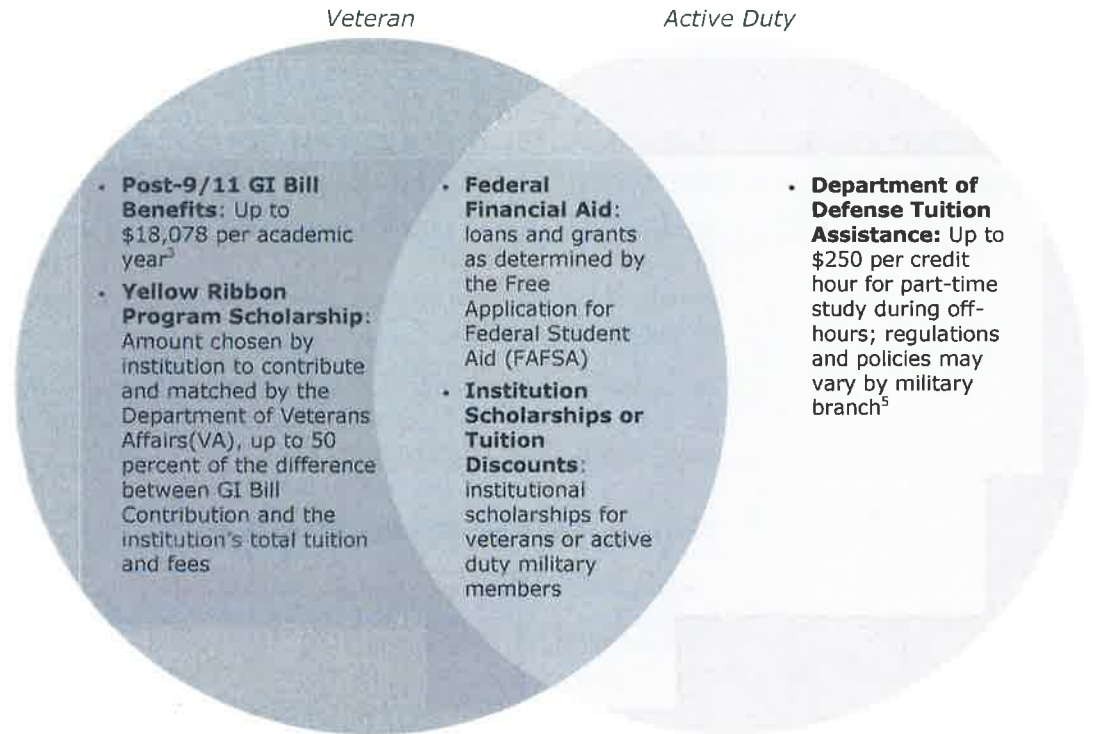 Veteran
Active Duty
• Post-9/11 GI Bill
Benefits: Up to
$18,078 per academic
year³
• Yellow Ribbon
Program Scholarship:
Amount chosen by
institution to contribute
and matched by the
Department of Veterans
Affairs(VA), up to 50
percent of the difference
between GI Bill
Contribution and the
institution's total tuition
and fees
• Federal
Financial Aid:
loans and grants
as determined by
the Free
Application for
Federal Student
Aid (FAFSA)
• Institution
Scholarships or
Tuition
Discounts:
institutional
scholarships for
veterans or active
duty military
members
• Department of
Defense Tuition
Assistance: Up to
$250 per credit
hour for part-time
study during off-
hours; regulations
and policies may
vary by military
branch⁵